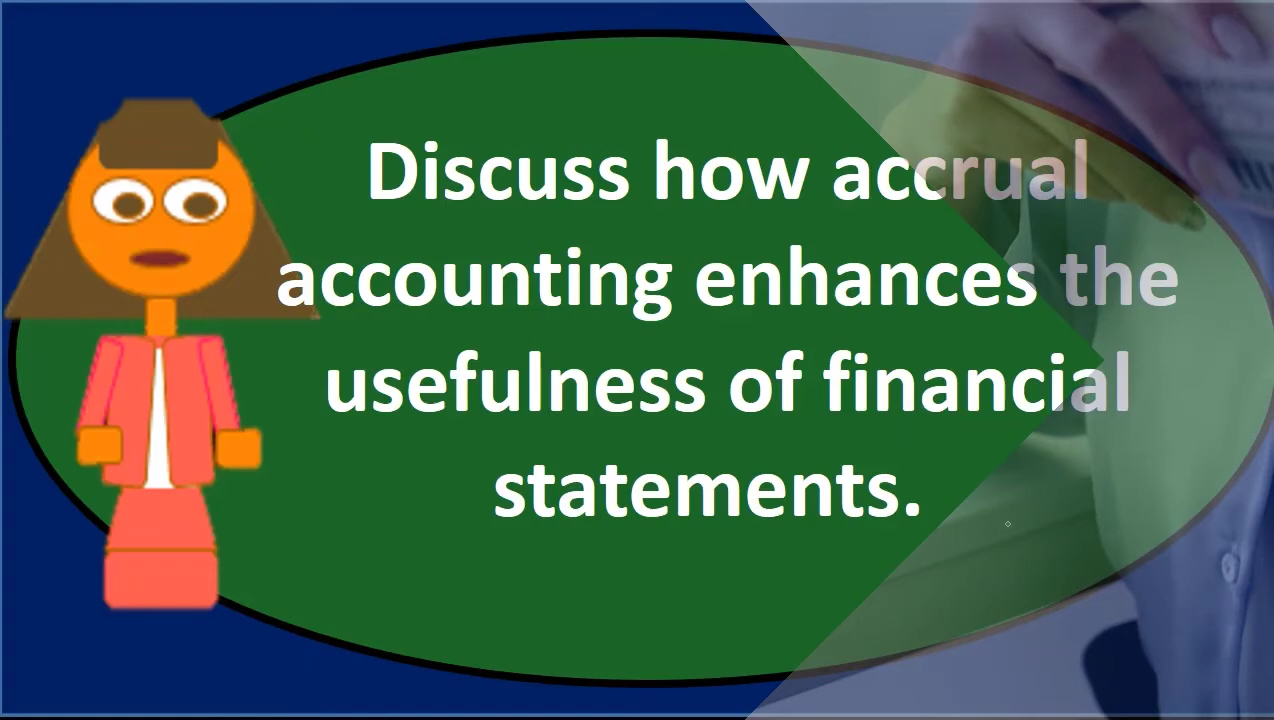 Discuss how accrual
accounting enhances the
usefulness of financial
statements.